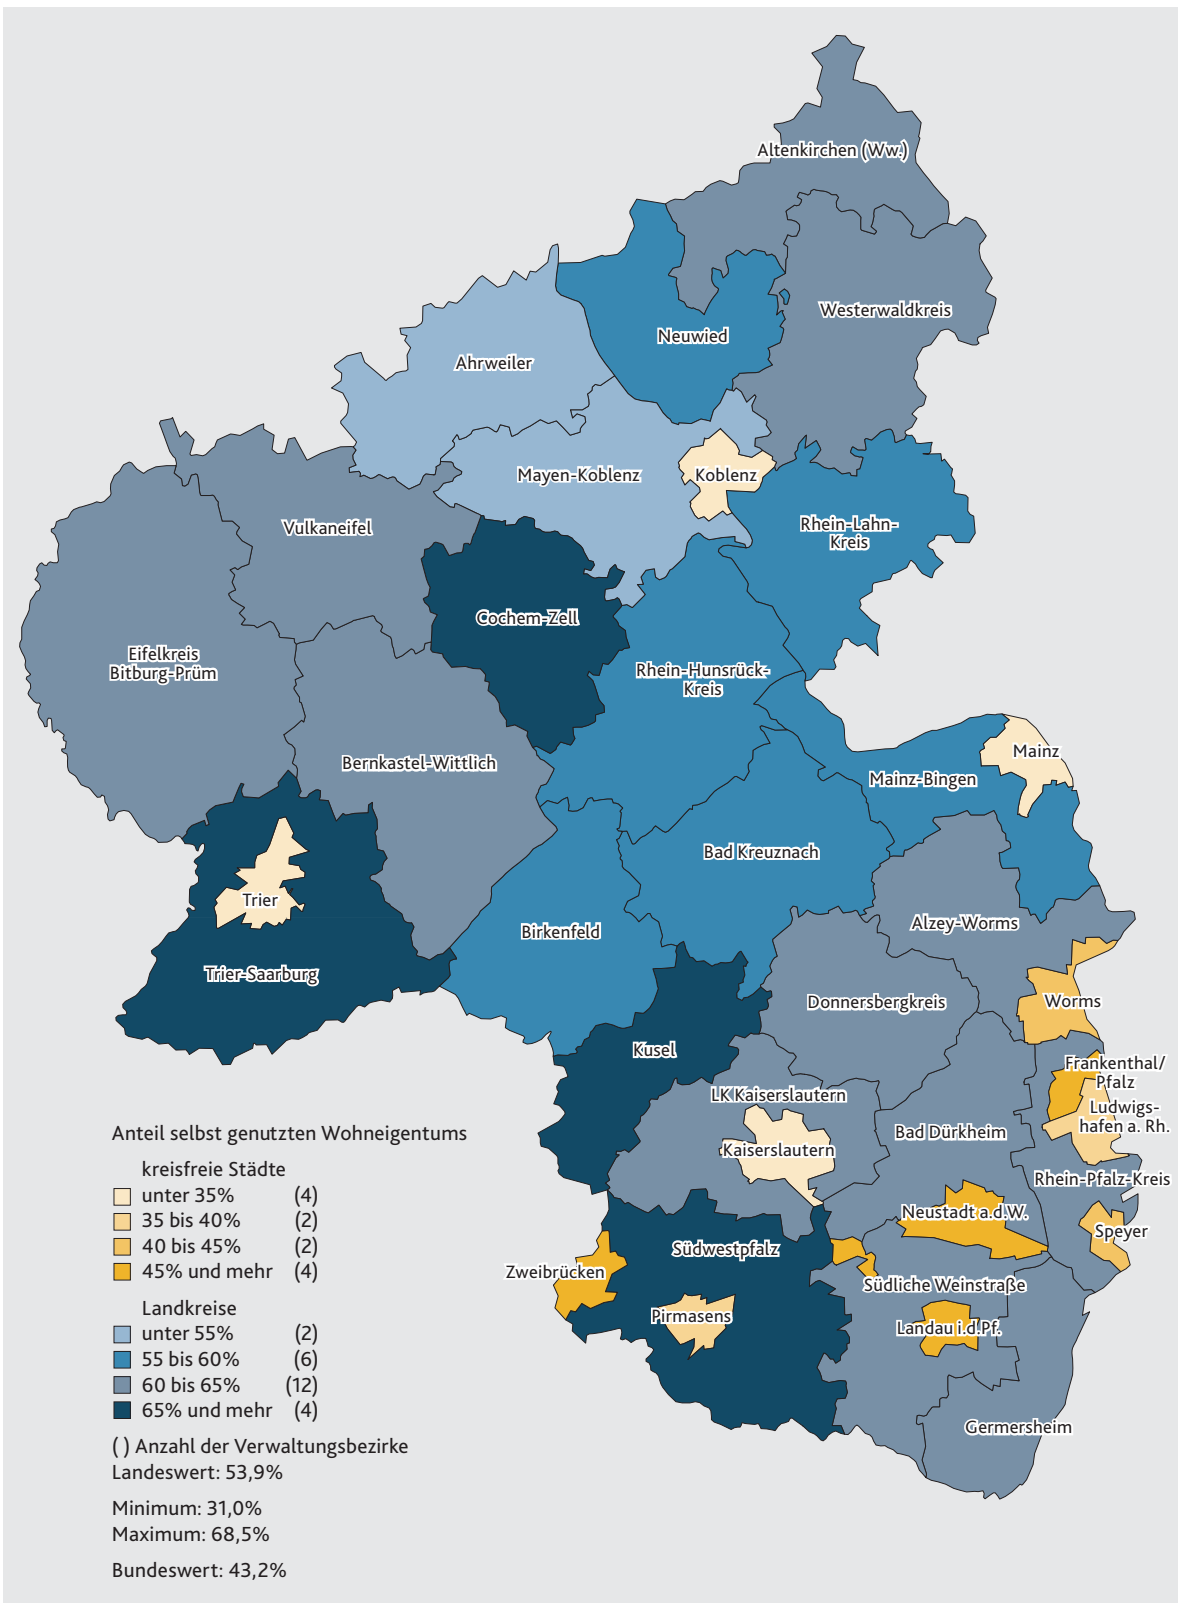 Altenkirchen (Ww.)
Westerwaldkreis
Neuwied
Ahrweiler
Mayen-Koblenz
Koblenz
Vulkaneifel
Rhein-Lahn-
Kreis
Cochem-Zell
Eifelkreis
Bitburg-Prüm
Rhein-Hunsrück-
Kreis
Bernkastel-Wittlich
Mainz
Mainz-Bingen
Bad Kreuznach
Trier
Alzey-Worms
Birkenfeld
Trier-Saarburg
Donnersbergkreis
Worms
Kusel
Frankenthal/
Pfalz
LK Kaiserslautern
Ludwigs-
hafen a. Rh.
Bad Dürkheim
Kaiserslautern
Rhein-Pfalz-Kreis
Neustadt a.d.W.
Speyer
Südwestpfalz
Zweibrücken
Südliche Weinstraße
Pirmasens
Landau i.d.Pf.
Germersheim
Anteil selbst genutzten Wohneigentums
kreisfreie Städte
unter 35% (4)
35 bis 40% (2)
40 bis 45% (2)
45% und mehr (4)
Landkreise
unter 55% (2)
55 bis 60% (6)
60 bis 65% (12)
65% und mehr (4)
( ) Anzahl der Verwaltungsbezirke
Landeswert: 53,9%
Minimum: 31,0%
Maximum: 68,5%
Bundeswert: 43,2%